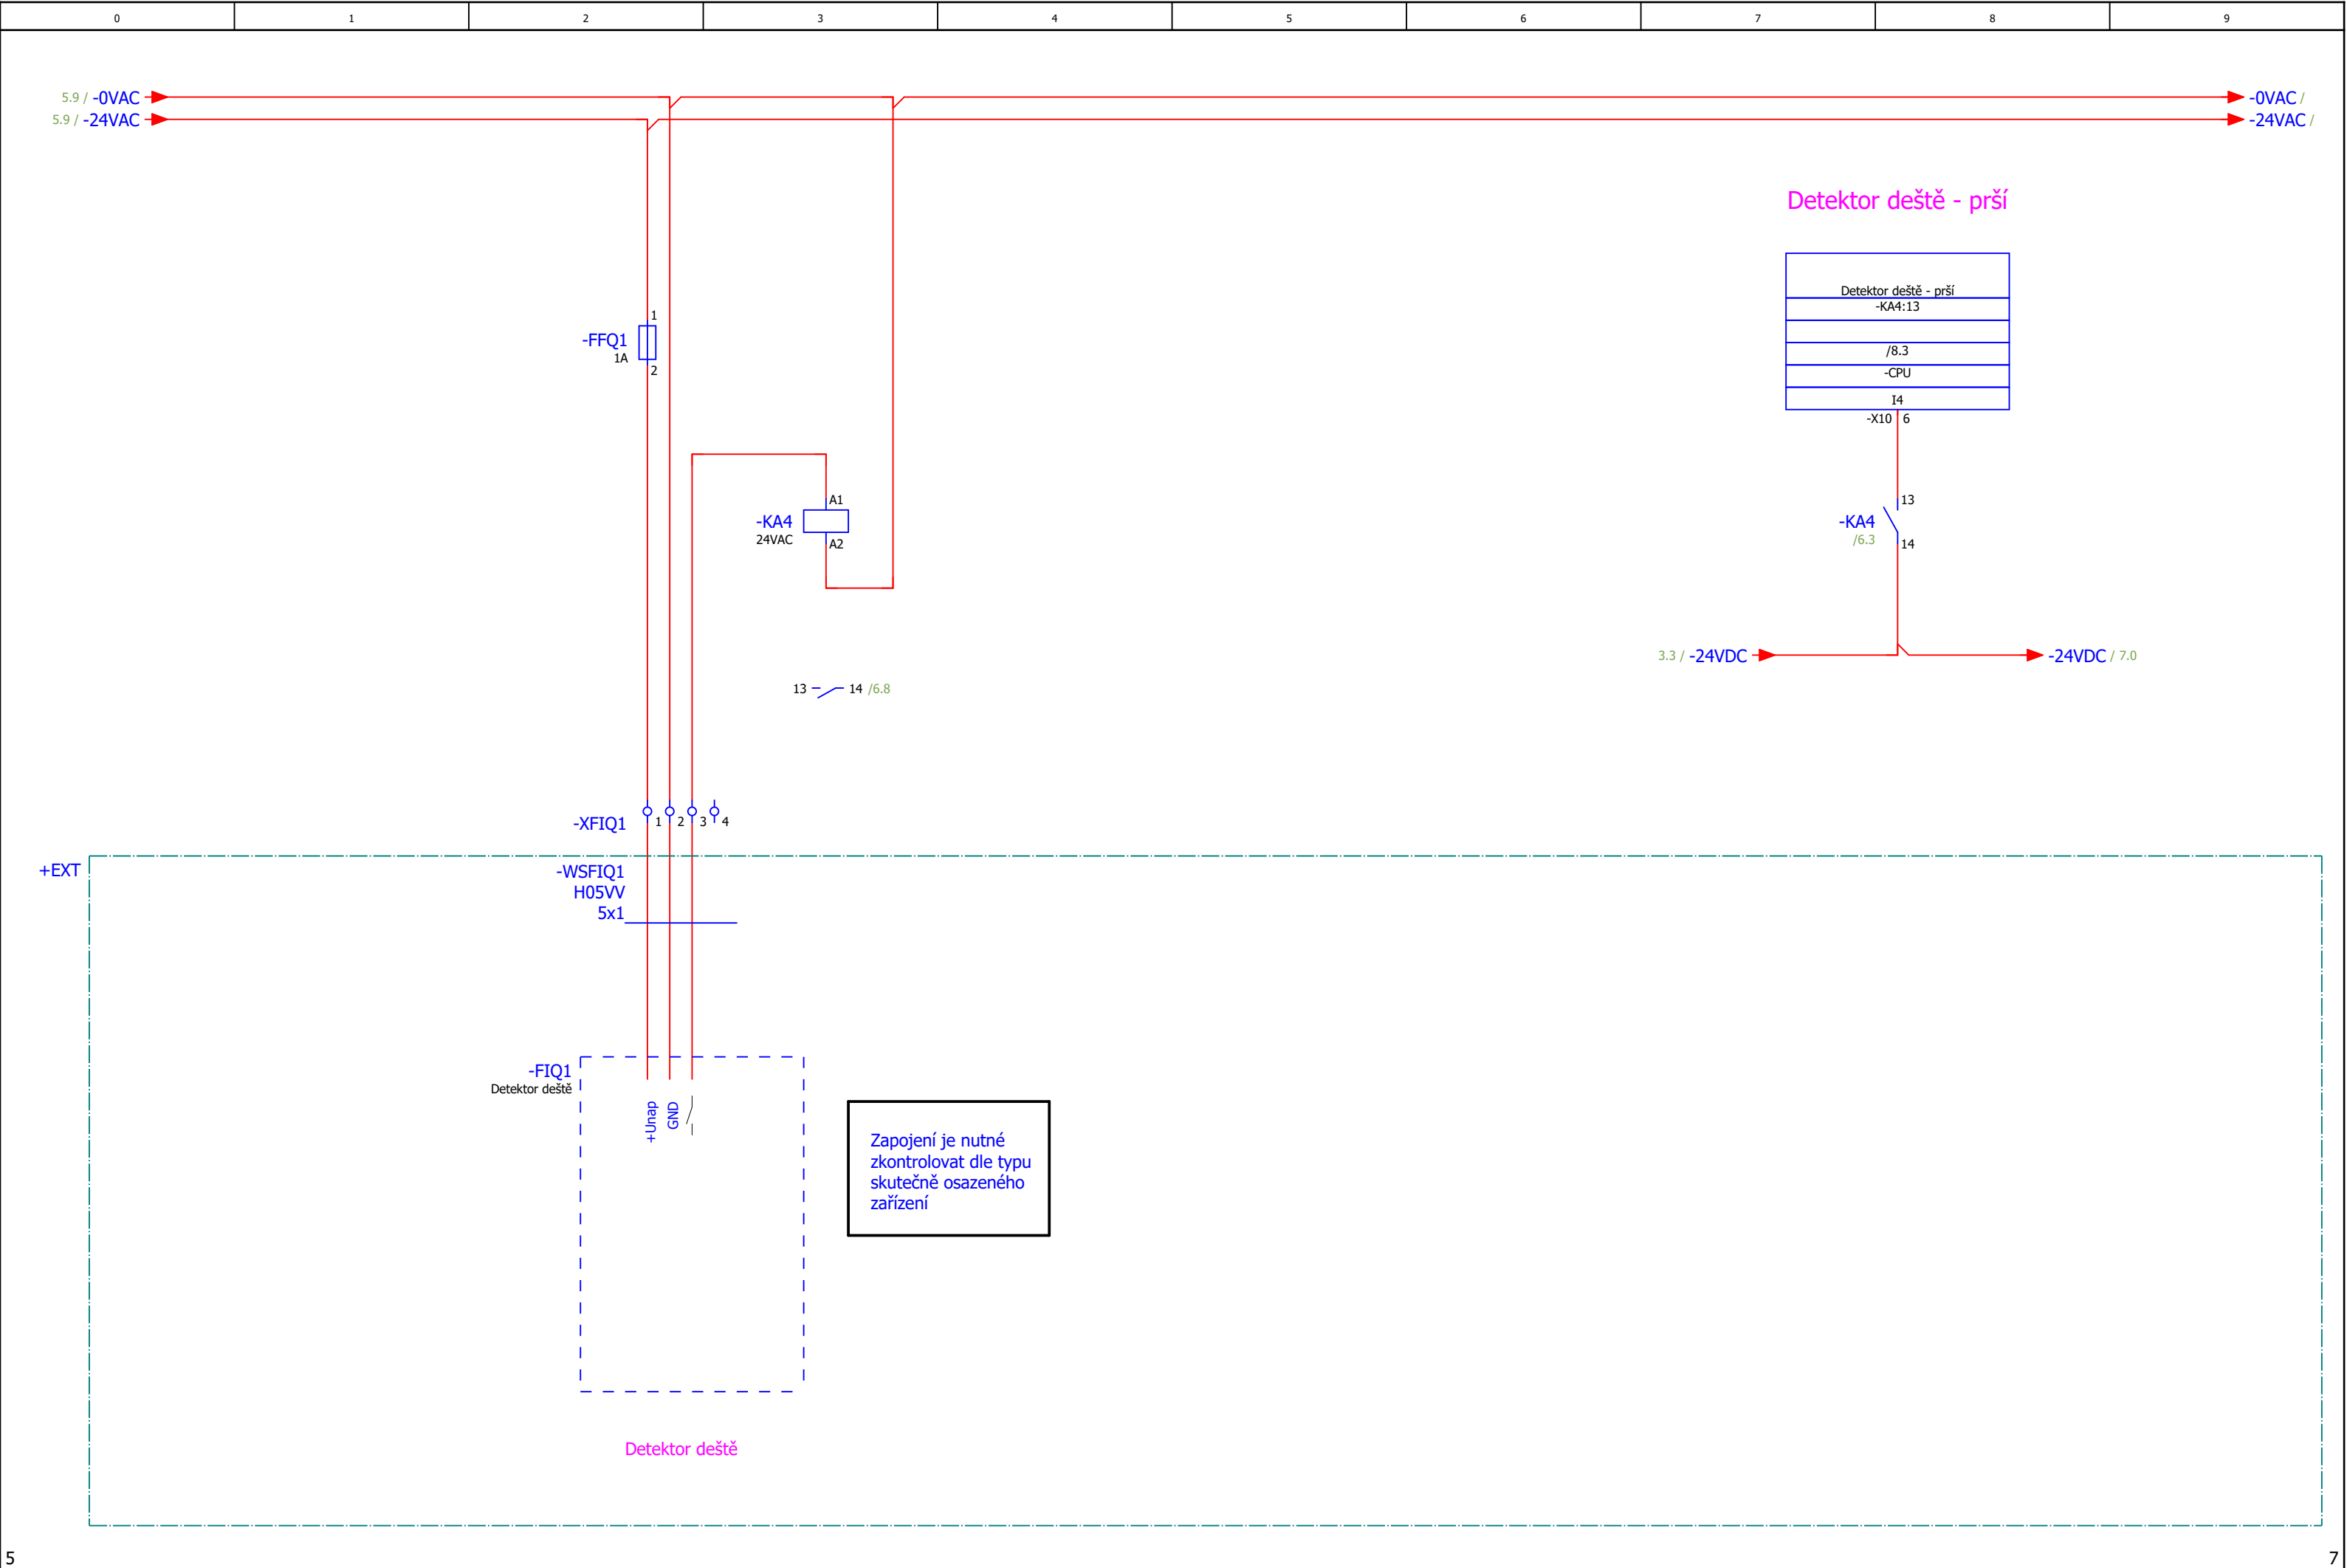 0 1 2 3 4 5 6 7 8 9
5.9 / -0VAC
-0VAC /
5.9 / -24VAC
-24VAC /
Detektor deště - prší
Detektor deště - prší
-KA4:13
/8.3
-CPU
I4
-X10 6
1
-FFQ1
1A
2
A1
-KA4
24VAC
A2
13
-KA4
/6.3
14
3.3 / -24VDC
-24VDC / 7.0
13 14 /6.8
-XFIQ1 1 2 3 4
+EXT
-WSFIQ1
H05VV
5x1
-FIQ1
Detektor deště
+Unap
GND
Zapojení je nutné
zkontrolovat dle typu
skutečně osazeného
zařízení
Detektor deště
5
7